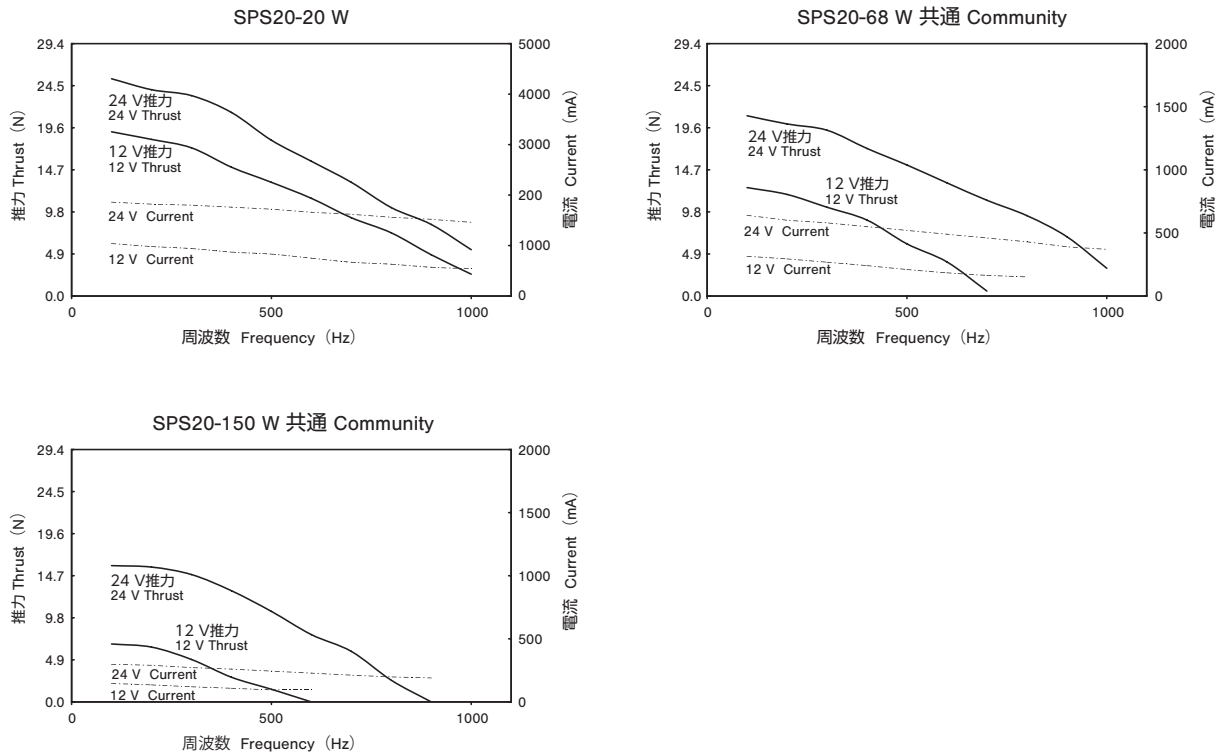 SPS20-20 W
推力 Thrust（N）
29.4
24.5
19.6
14.7
9.8
4.9
0.0
24 V推力
24 V Thrust
12 V推力
12 V Thrust
24 V Current
12 V Current
5000
4000
3000
2000
1000
0
電流 Current（mA）
0
500
1000
周波数 Frequency（Hz）
SPS20-68 W 共通 Community
推力 Thrust（N）
29.4
24.5
19.6
14.7
9.8
4.9
0.0
24 V推力
24 V Thrust
12 V推力
12 V Thrust
24 V Current
12 V Current
2000
1500
1000
500
0
電流 Current（mA）
0
500
1000
周波数 Frequency（Hz）
SPS20-150 W 共通 Community
推力 Thrust（N）
29.4
24.5
19.6
14.7
9.8
4.9
0.0
24 V推力
24 V Thrust
12 V推力
12 V Thrust
24 V Current
12 V Current
2000
1500
1000
500
0
電流 Current（mA）
0
500
1000
周波数 Frequency（Hz）